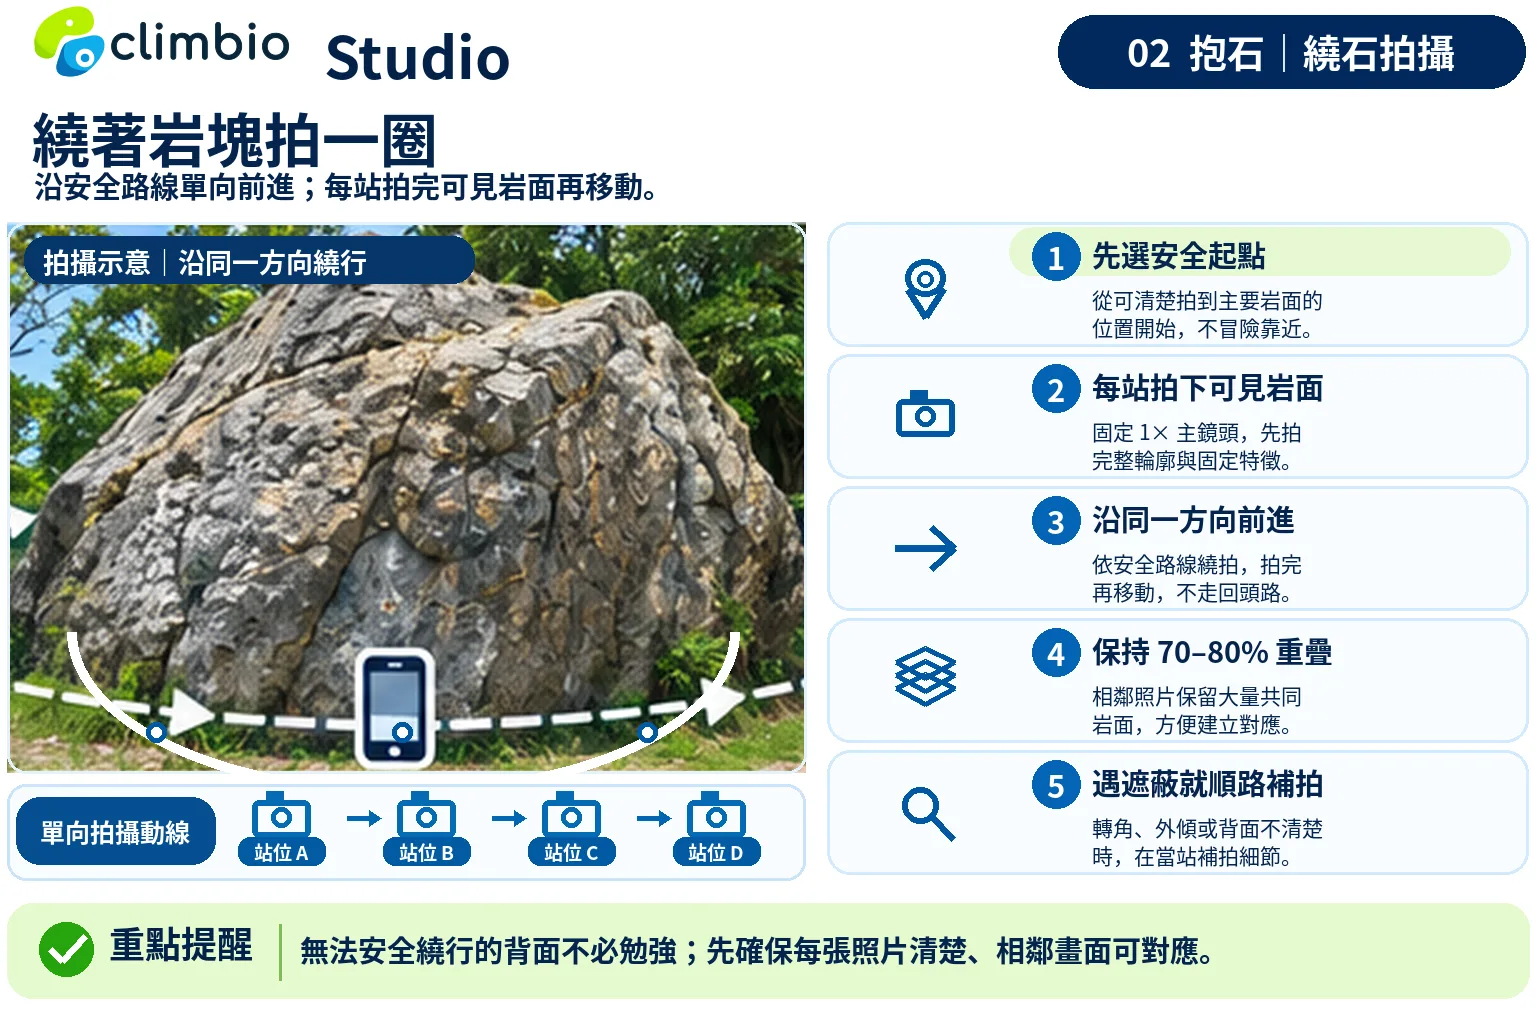 climbio Studio
02 抱石｜繞石拍攝
繞著岩塊拍一圈
沿安全路線單向前進；每站拍完可見岩面再移動。
拍攝示意｜沿同一方向繞行
單向拍攝動線
站位 A
站位 B
站位 C
站位 D
1 先選安全起點
從可清楚拍到主要岩面的
位置開始，不冒險靠近。
2 每站拍下可見岩面
固定 1× 主鏡頭，先拍
完整輪廓與固定特徵。
3 沿同一方向前進
依安全路線繞拍，拍完
再移動，不走回頭路。
4 保持 70–80% 重疊
相鄰照片保留大量共同
岩面，方便建立對應。
5 遇遮蔽就順路補拍
轉角、外傾或背面不清楚
時，在當站補拍細節。
重點提醒
無法安全繞行的背面不必勉強；先確保每張照片清楚、相鄰畫面可對應。